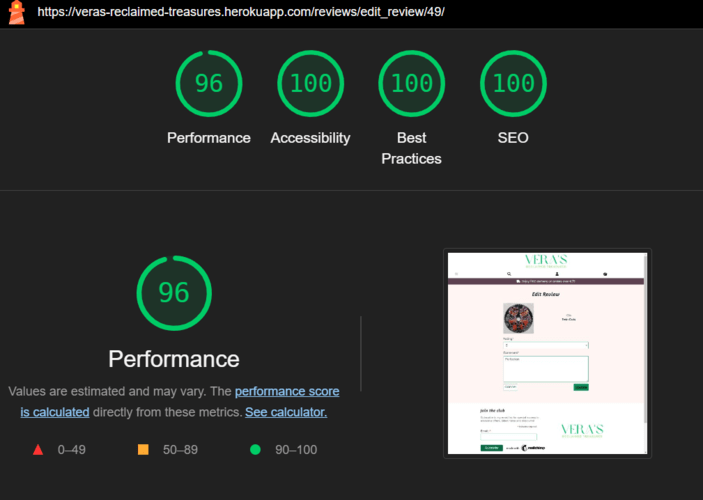 https://veras-reclaimed-treasures.herokuapp.com/reviews/edit_review/49/
96
100
100
100
Performance
Accessibility
Best
Practices
SEO
96
Performance
Values are estimated and may vary. The performance score
is calculated directly from these metrics. See calculator.
0–49
50–89
90–100
VERA'S
Edit Review
Join the club
VERA'S